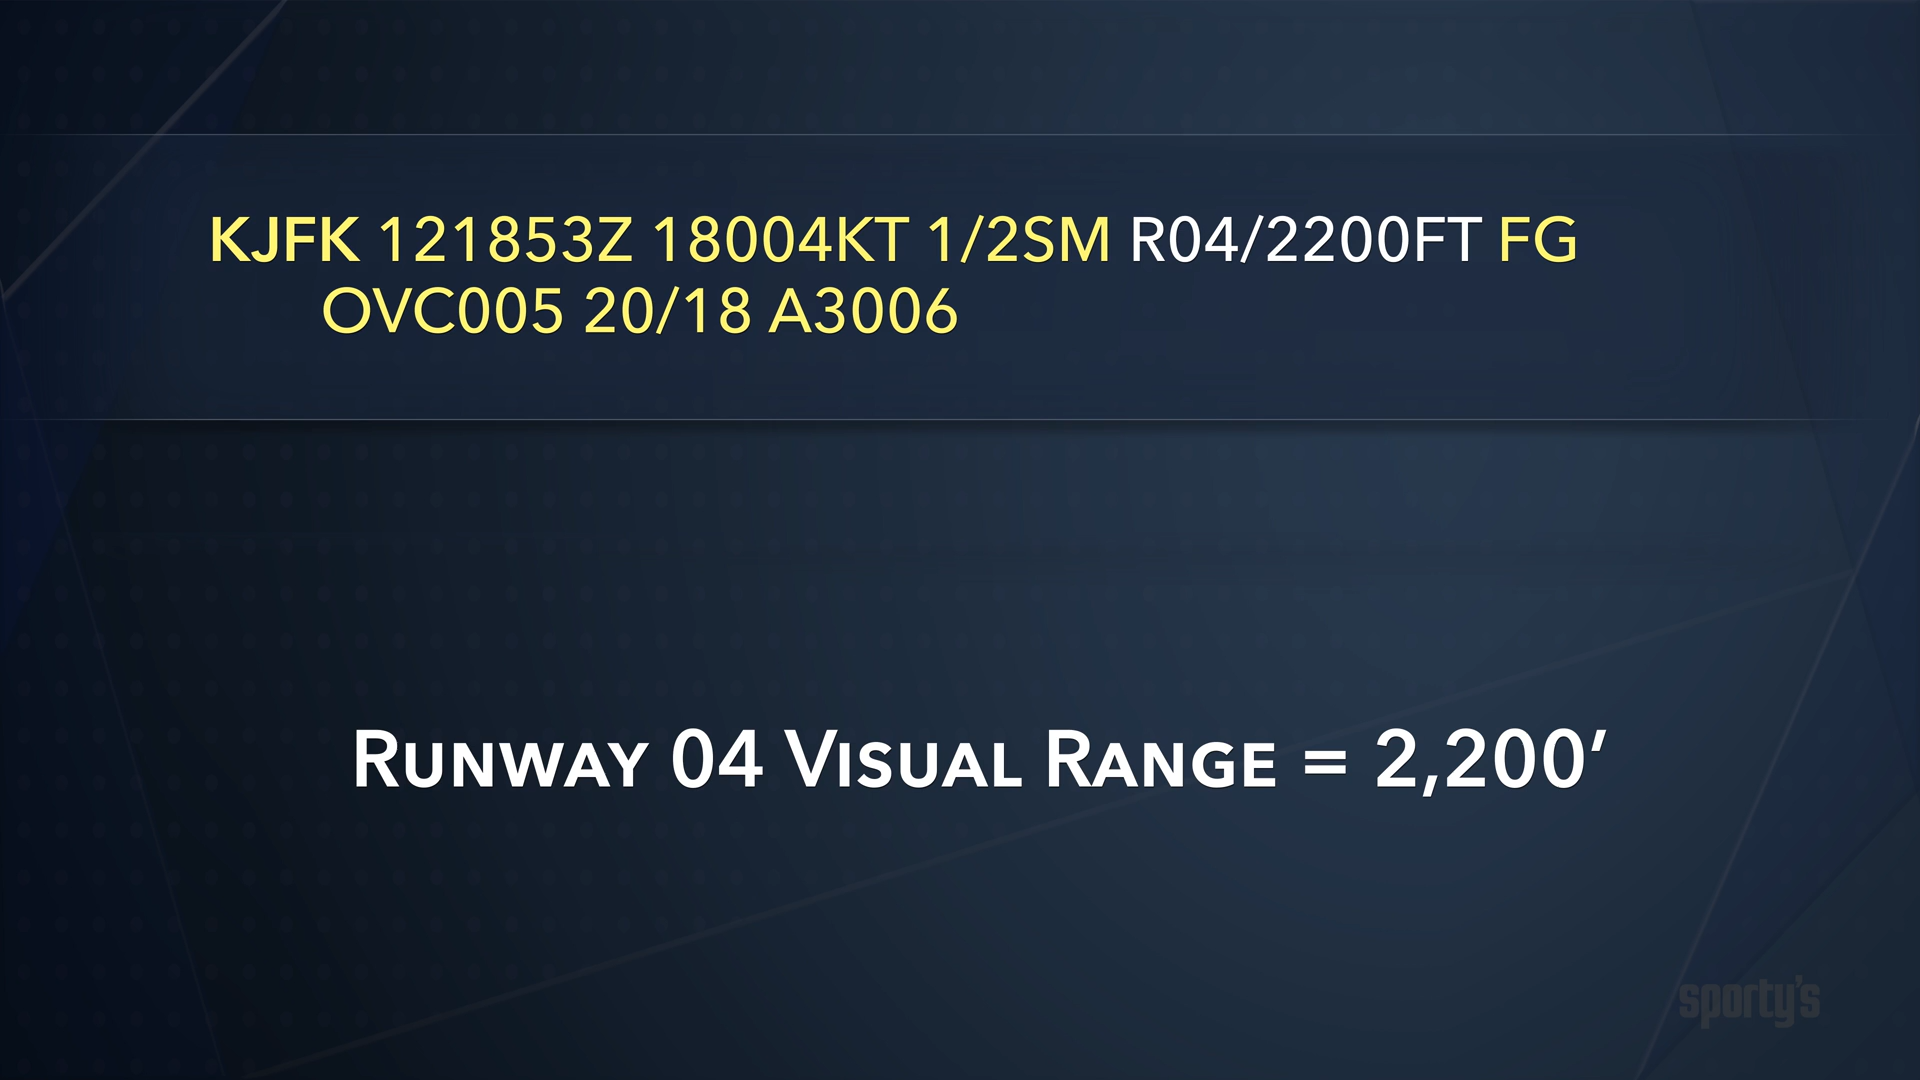 KJFK 121853Z 18004KT 1/2SM R04/2200FT FG
OVC005 20/18 A3006
Runway 04 Visual Range = 2,200′
sporty's